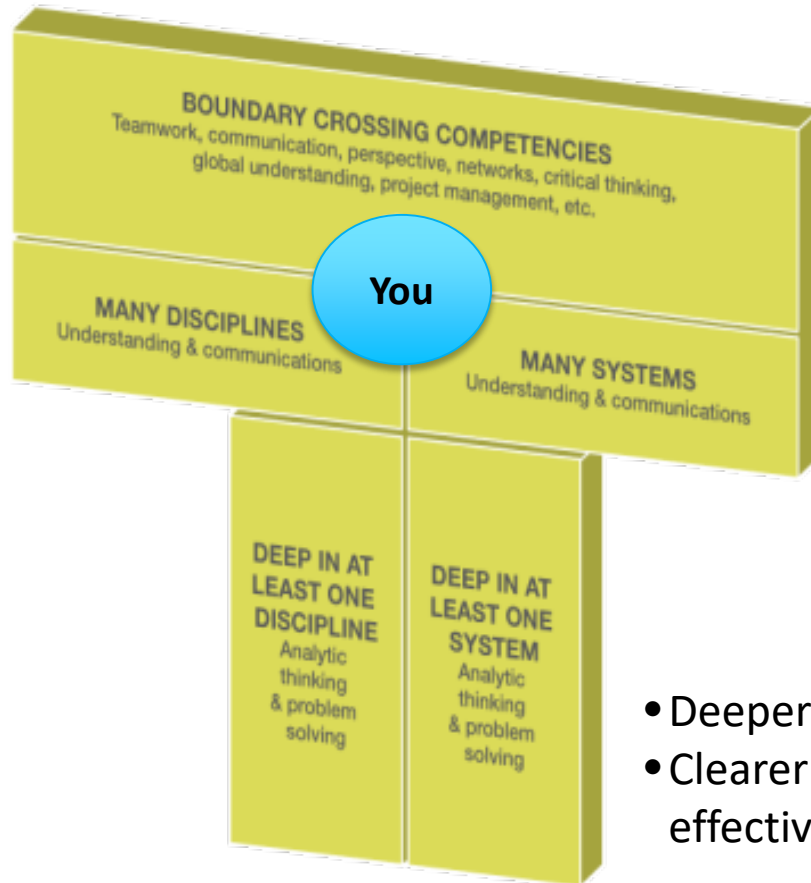 BOUNDARY CROSSING COMPETENCIES
Teamwork, communication, perspective, networks, critical thinking,
global understanding, project management, etc.
You
MANY DISCIPLINES
Understanding & communications
MANY SYSTEMS
Understanding & communications
DEEP IN AT
LEAST ONE
DISCIPLINE
Analytic
thinking
& problem
solving
DEEP IN AT
LEAST ONE
SYSTEM
Analytic
thinking
& problem
solving
• Deeper
• Clearer
effectiv